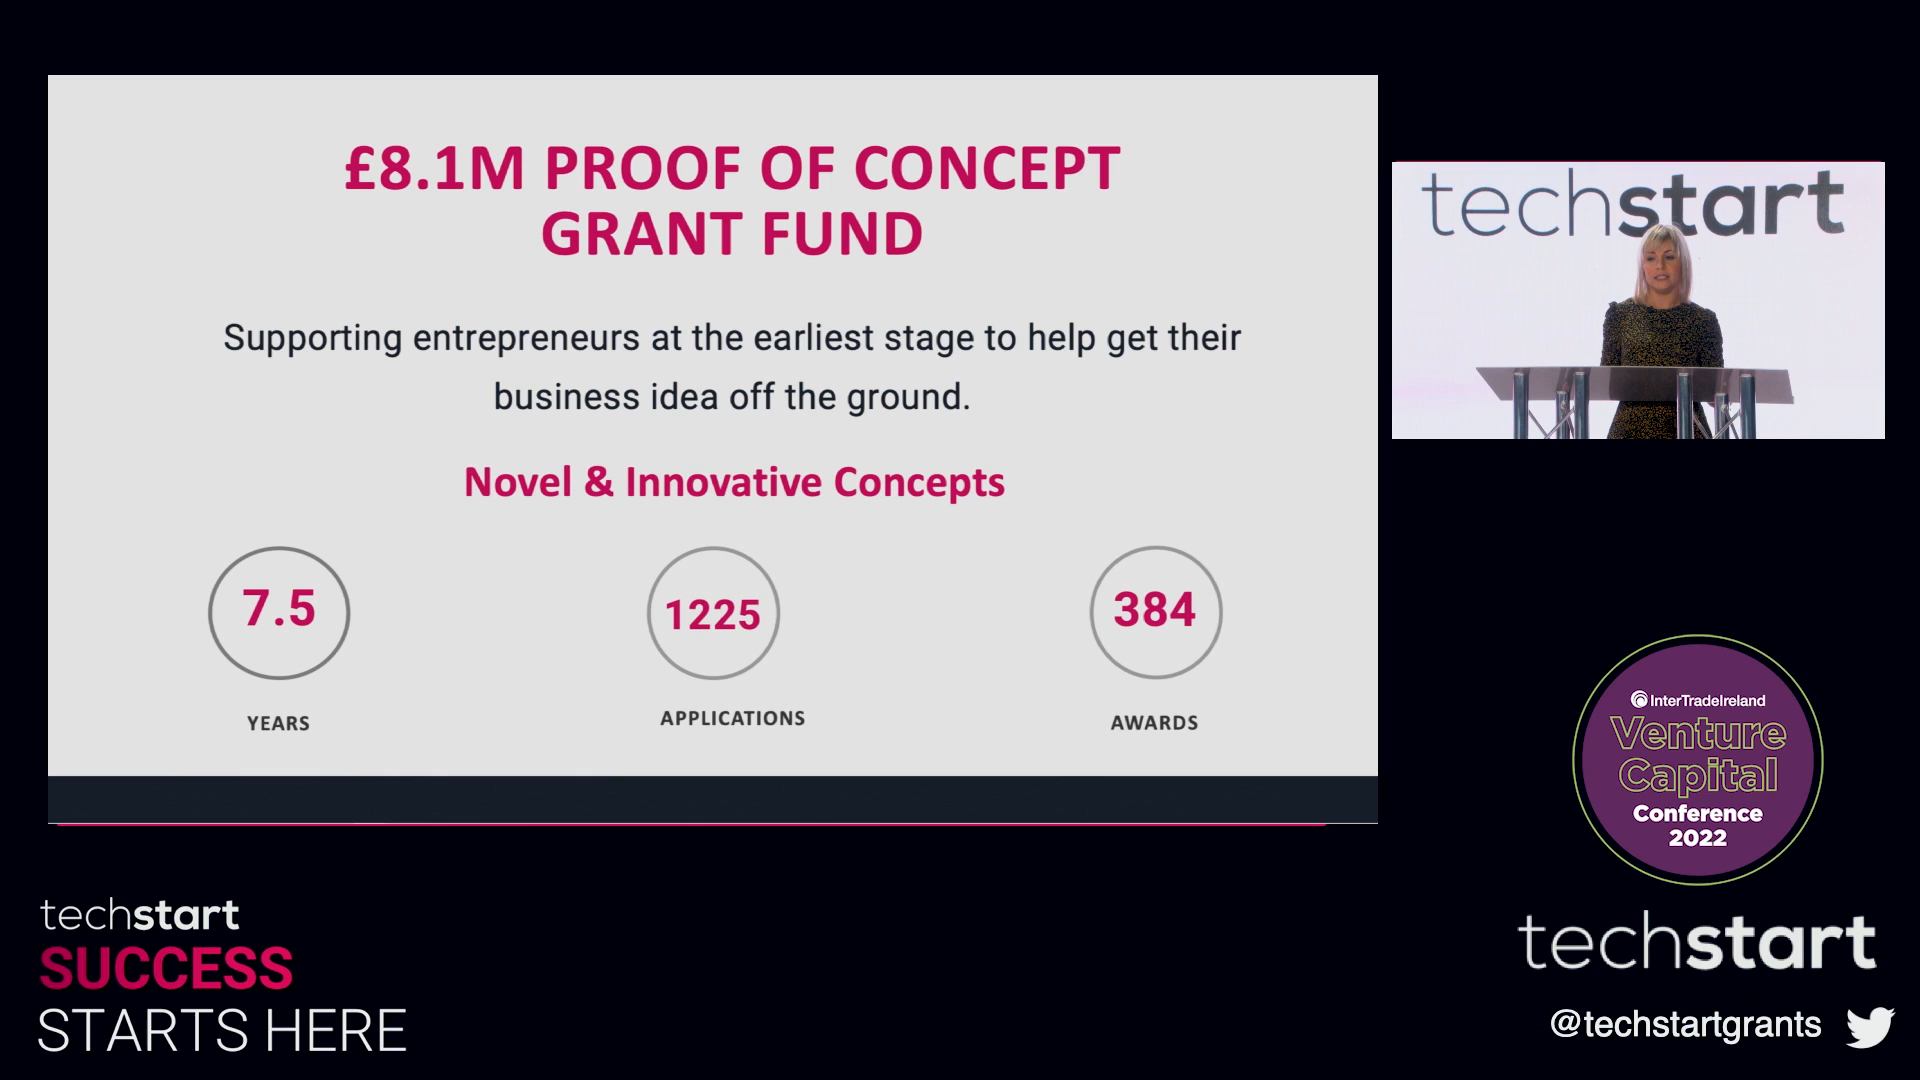 £8.1M PROOF OF CONCEPT
GRANT FUND
Supporting entrepreneurs at the earliest stage to help get their
business idea off the ground.
Novel & Innovative Concepts
7.5
1225
384
YEARS
APPLICATIONS
AWARDS
techstart
InterTradeIreland
Venture
Capital
Conference
2022
techstart
SUCCESS
STARTS HERE
techstart
@techstartgrants